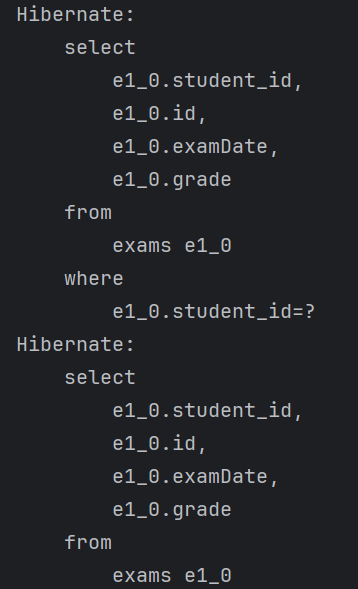 Hibernate:
    select
        e1_0.student_id,
        e1_0.id,
        e1_0.examDate,
        e1_0.grade
    from
        exams e1_0
    where
        e1_0.student_id=?
Hibernate:
    select
        e1_0.student_id,
        e1_0.id,
        e1_0.examDate,
        e1_0.grade
    from
        exams e1_0